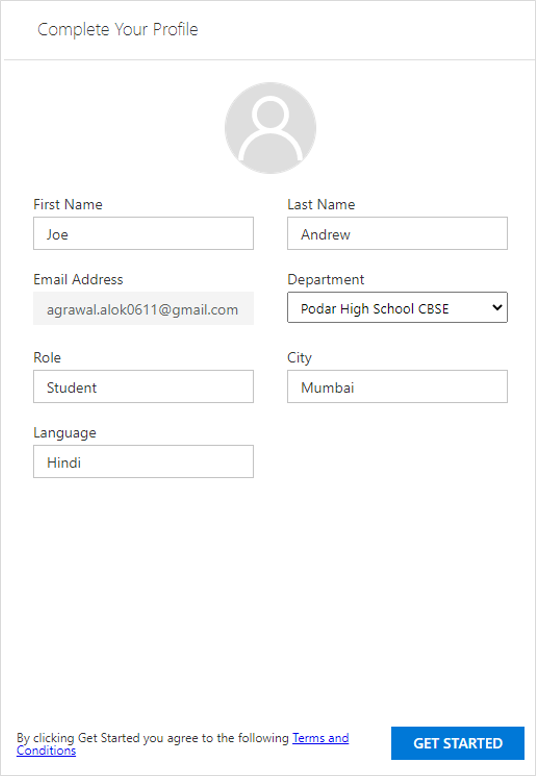 Complete Your Profile
First Name
Last Name
Joe
Andrew
Email Address
Department
agrawal.alok0611@gmail.com
Podar High School CBSE
Role
City
Student
Mumbai
Language
Hindi
By clicking Get Started you agree to the following Terms and
Conditions
GET STARTED